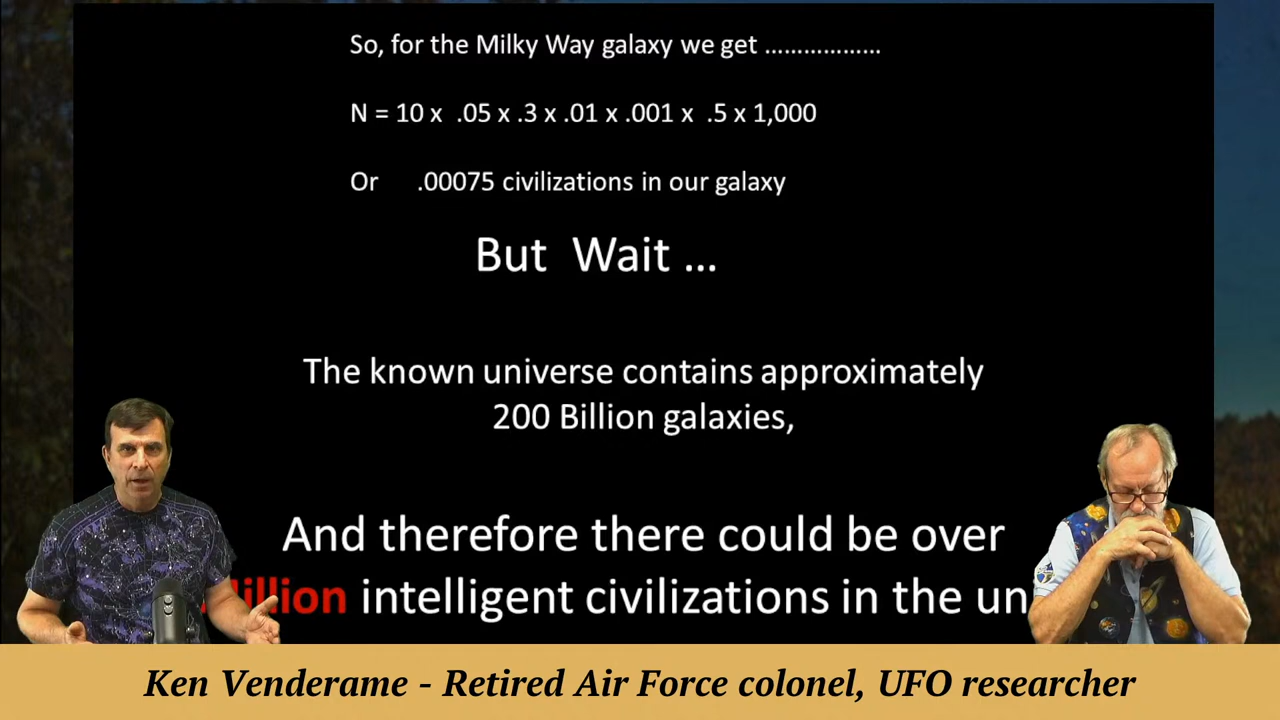 So, for the Milky Way galaxy we get ..................
N = 10 x .05 x .3 x .01 x .001 x .5 x 1,000
Or .00075 civilizations in our galaxy
But Wait ...
The known universe contains approximately
200 Billion galaxies,
And therefore there could be over
intelligent civilizations in the
Ken Venderame - Retired Air Force colonel, UFO researcher